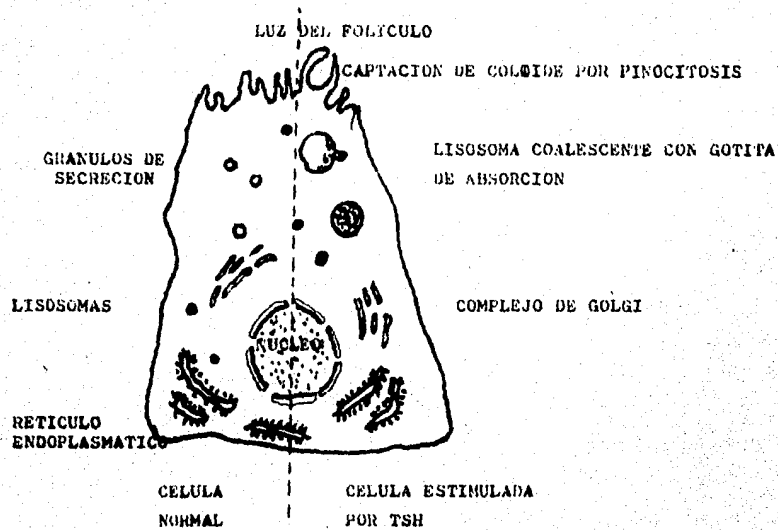 LUZ DEL FOLICULO
CAPTACION DE COLOIDE POR PINOCITOSIS
GRANULOS DE
SECRECION
LISOSOMA COALESCENTE CON GOTITA
DE ABSORCION
LISOSOMAS
COMPLEJO DE GOLGI
NUCLEO
RETICULO
ENDOPLASMATICO
CELULA
NORMAL
CELULA ESTIMULADA
POR TSH